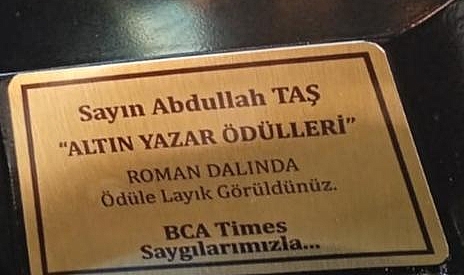 Sayın Abdullah TAŞ
“ALTIN YAZAR ÖDÜLLERİ”
ROMAN DALINDA
Ödüle Layık Görüldünüz.
BCA Times
Saygılarımızla...